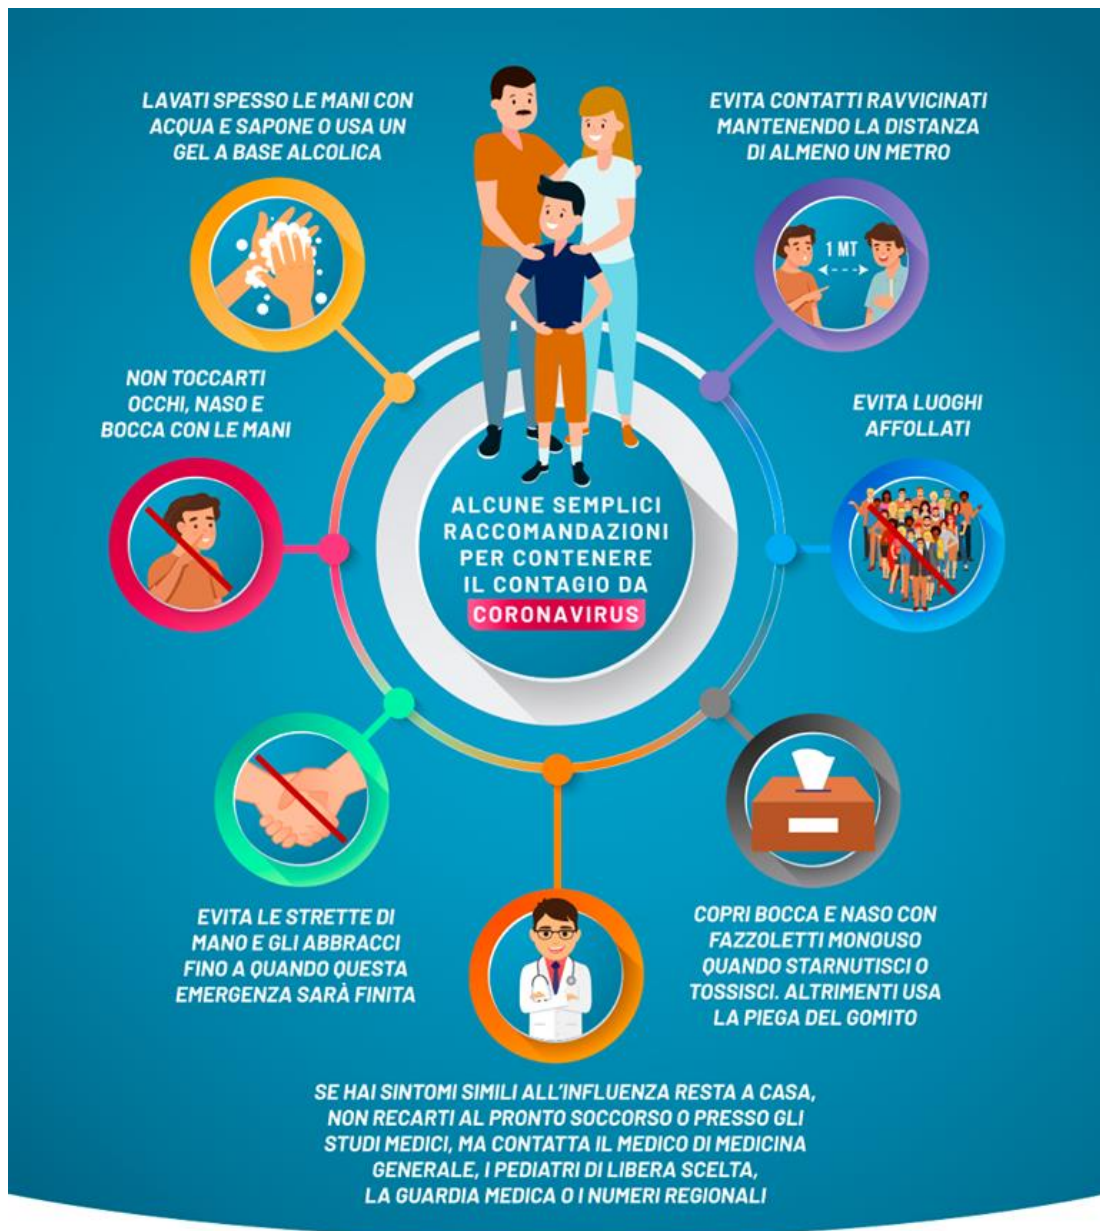 LAVATI SPESSO LE MANI CON
ACQUA E SAPONE O USA UN
GEL A BASE ALCOLICA
EVITA CONTATTI RAVVICINATI
MANTENENDO LA DISTANZA
DI ALMENO UN METRO
1 MT
NON TOCCARTI
OCCHI, NASO E
BOCCA CON LE MANI
EVITA LUOGHI
AFFOLLATI
ALCUNE SEMPLICI
RACCOMANDAZIONI
PER CONTENERE
IL CONTAGIO DA
CORONAVIRUS
EVITA LE STRETTE DI
MANO E GLI ABBRACCI
FINO A QUANDO QUESTA
EMERGENZA SARÀ FINITA
COPRI BOCCA E NASO CON
FAZZOLETTI MONOUSO
QUANDO STARNUTISCI O
TOSSISCI. ALTRIMENTI USA
LA PIEGA DEL GOMITO
SE HAI SINTOMI SIMILI ALL'INFLUENZA RESTA A CASA,
NON RECARTI AL PRONTO SOCCORSO O PRESSO GLI
STUDI MEDICI, MA CONTATTA IL MEDICO DI MEDICINA
GENERALE, I PEDIATRI DI LIBERA SCELTA,
LA GUARDIA MEDICA O I NUMERI REGIONALI